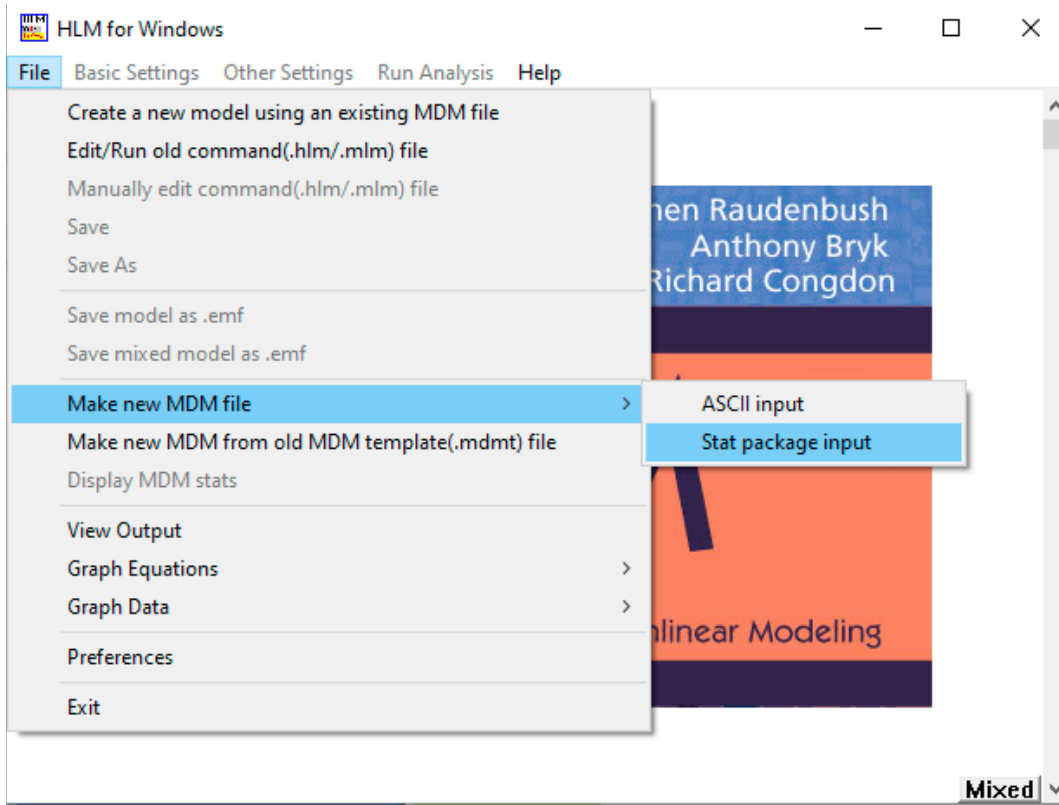 HLM for Windows
File Basic Settings Other Settings Run Analysis Help
Create a new model using an existing MDM file
Edit/Run old command(.hlm/.mlm) file
Manually edit command(.hlm/.mlm) file
Save
Save As
Save model as .emf
Save mixed model as .emf
Make new MDM file
ASCII input
Stat package input
Make new MDM from old MDM template(.mdmt) file
Display MDM stats
View Output
Graph Equations
Graph Data
Preferences
Exit
hen Raudenbush
Anthony Bryk
Richard Congdon
nlinear Modeling
Mixed